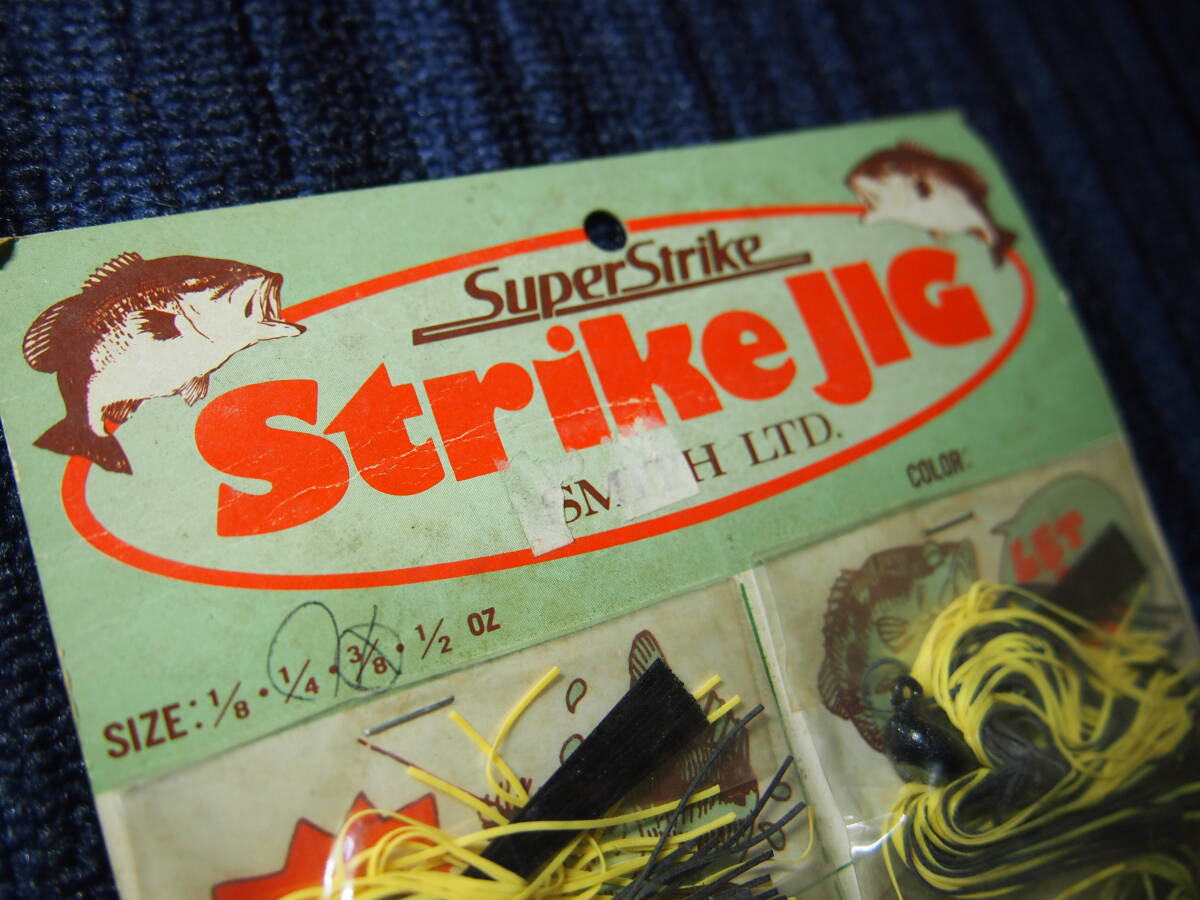 SuperStrike
Strike JIG
SMITH LTD.
COLOR:
SIZE: 1/8 · 1/4 · 3/8 · 1/2 OZ